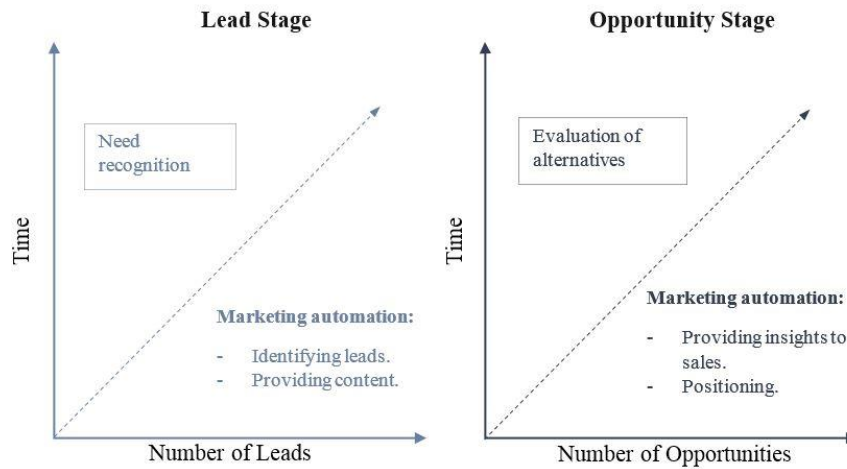 Lead Stage
Need
recognition
Time
Marketing automation:
- Identifying leads.
- Providing content.
Number of Leads
Opportunity Stage
Evaluation of
alternatives
Time
Marketing automation:
- Providing insights to
sales.
- Positioning.
Number of Opportunities